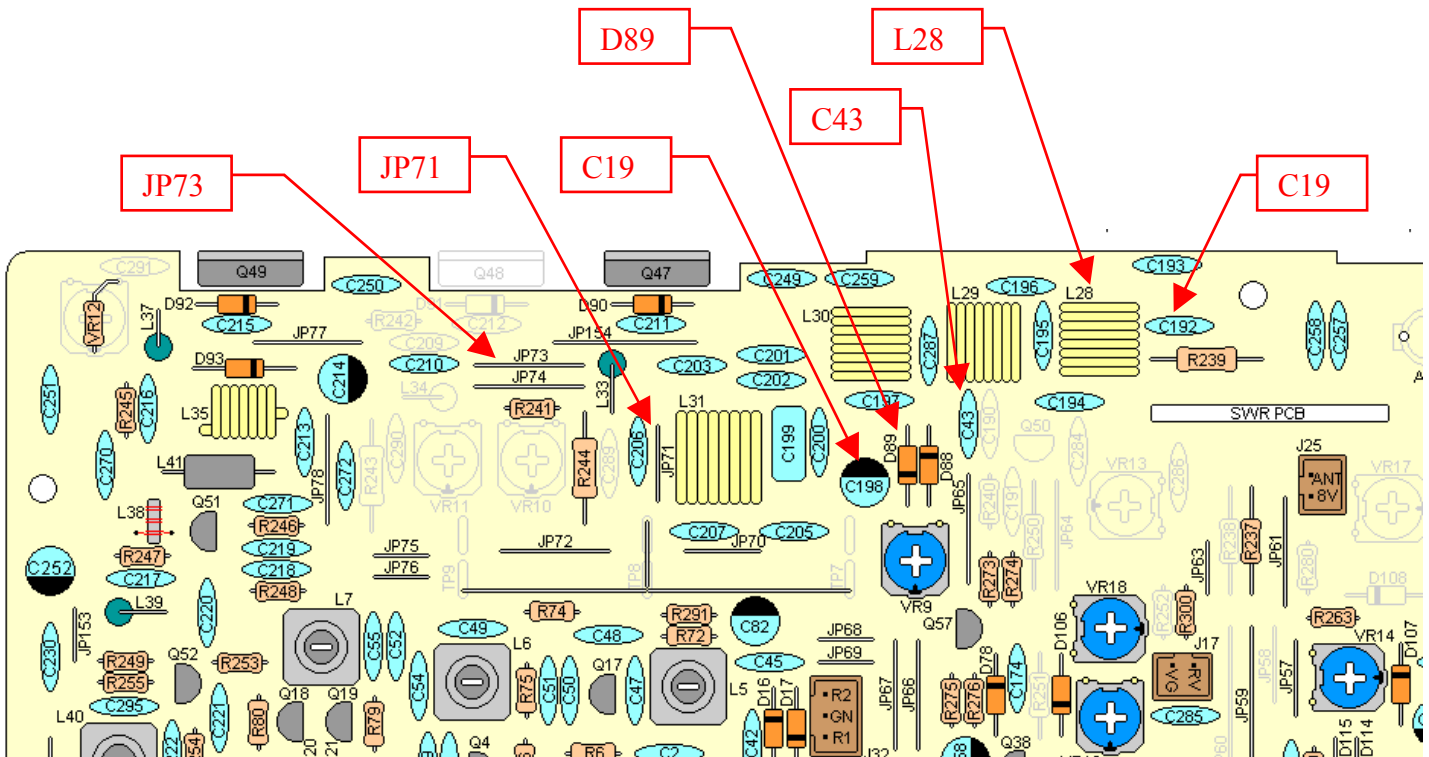 D89
L28
C43
JP71
C19
JP73
C19
C291
Q49
Q48
Q47
C193
C250
C249
C259
C196
L29
L28
D92
D91
D90
VR12
L37
C215
R242
C212
C211
L30
C287
C195
C192
C258
C257
JP77
C209
JP154
C201
D93
C210
JP73
C203
R239
C214
JP74
L33
C202
C251
R245
C216
L34
R241
L31
C197
C43
C190
C194
SWR PCB
L35
C213
C290
C206
JP71
C199
C200
D89
D88
Q50
C284
J25
C270
L41
JP78
C272
R243
R244
C289
C198
JP65
VR13
C286
ANT
8V
VR17
L38
Q51
C271
VR11
VR10
R240
C191
R246
R250
JP64
R247
C219
JP75
JP72
C207
JP70
C205
R238
R237
JP61
C252
C217
C218
JP76
TP9
TP8
TP7
R273
R274
JP63
R280
R248
VR9
D108
L39
C220
L7
R74
R291
C82
VR18
R252
R300
JP153
C230
C55
C52
C49
L6
C48
R72
JP68
Q57
D106
R263
VR14
D107
R249
Q52
R253
JP69
D78
C174
J17
JP58
JP57
R255
C54
R75
C51
C50
Q17
C47
L5
C45
JP67
JP66
R275
R276
R251
RV
VG
JP59
C295
C221
R80
Q18
Q19
R79
D16
D17
R2
GN
R1
C285
L40
C42
J32
Q4
R6
C2
Q38
D115
D114